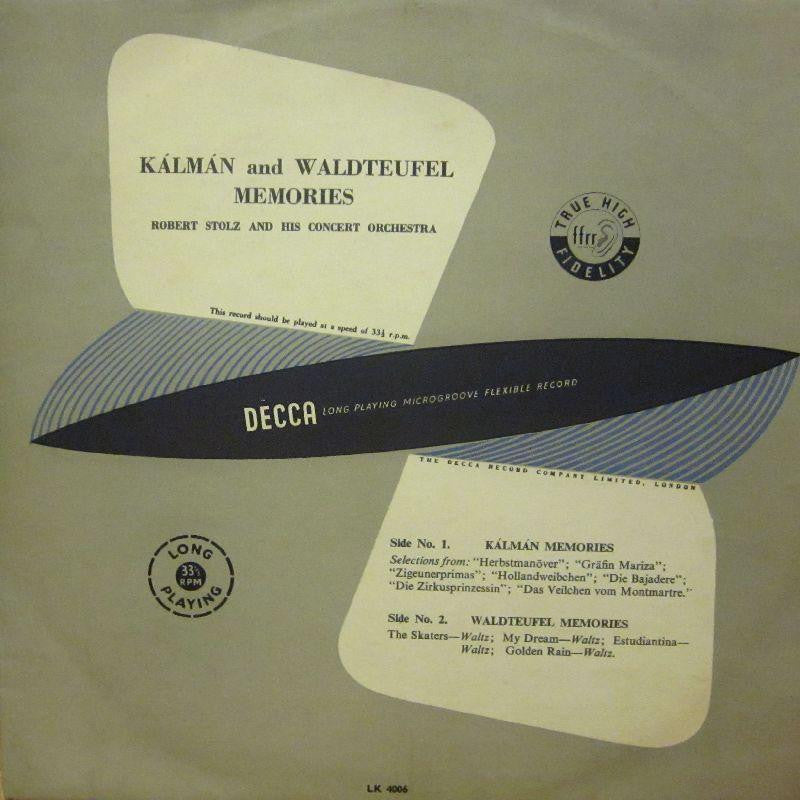 KÁLMÁN and WALDTEUFEL
MEMORIES
ROBERT STOLZ AND HIS CONCERT ORCHESTRA
TRUE HIGH
ffrr
FIDELITY
This record should be played at a speed of 33⅓ r.p.m.
DECCA LONG PLAYING MICROGROOVE FLEXIBLE RECORD
THE DECCA RECORD COMPANY LIMITED, LONDON
LONG
33⅓
RPM
PLAYING
Side No. 1. KÁLMÁN MEMORIES
Selections from: "Herbstmanöver"; "Gräfin Mariza";
"Zigeunerprimas"; "Hollandweibchen"; "Die Bajadere";
"Die Zirkusprinzessin"; "Das Veilchen vom Montmartre."
Side No. 2. WALDTEUFEL MEMORIES
The Skaters—Waltz; My Dream—Waltz; Estudiantina—
Waltz; Golden Rain—Waltz.
LK 4006